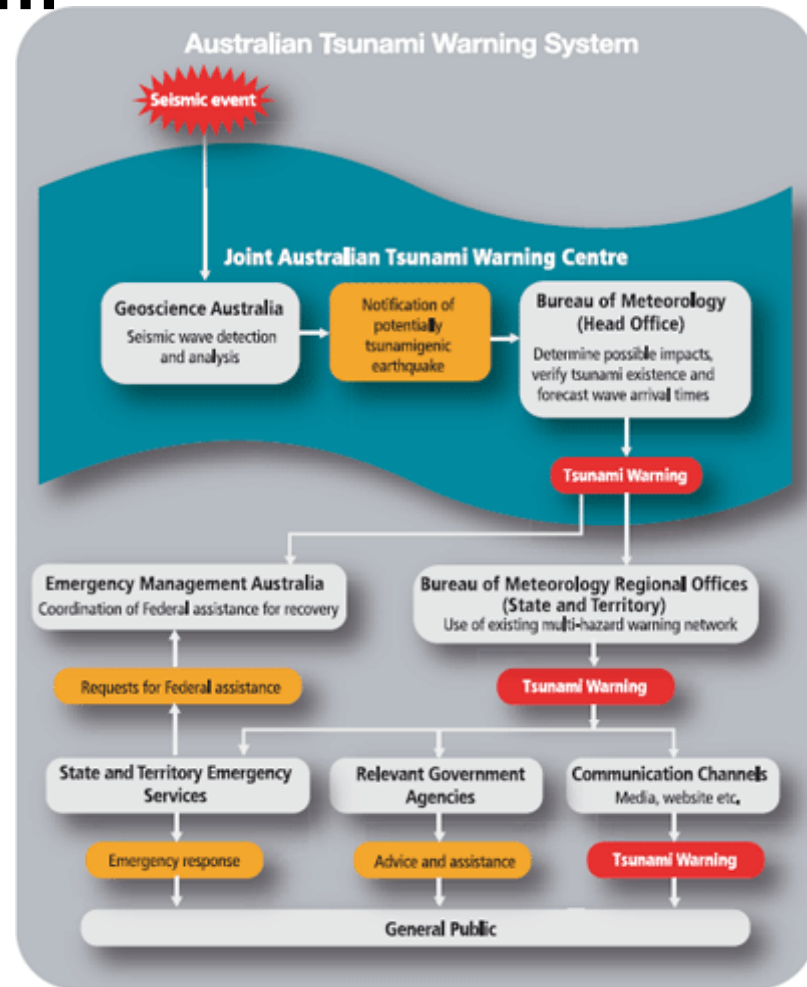 Australian Tsunami Warning System
Seismic event
Joint Australian Tsunami Warning Centre
Geoscience Australia
Seismic wave detection
and analysis
Notification of
potentially
tsunamigenic
earthquake
Bureau of Meteorology
(Head Office)
Determine possible impacts,
verify tsunami existence and
forecast wave arrival times
Tsunami Warning
Emergency Management Australia
Coordination of Federal assistance for recovery
Bureau of Meteorology Regional Offices
(State and Territory)
Use of existing multi-hazard warning network
Requests for Federal assistance
Tsunami Warning
State and Territory Emergency
Services
Relevant Government
Agencies
Communication Channels
Media, website etc.
Emergency response
Advice and assistance
Tsunami Warning
General Public